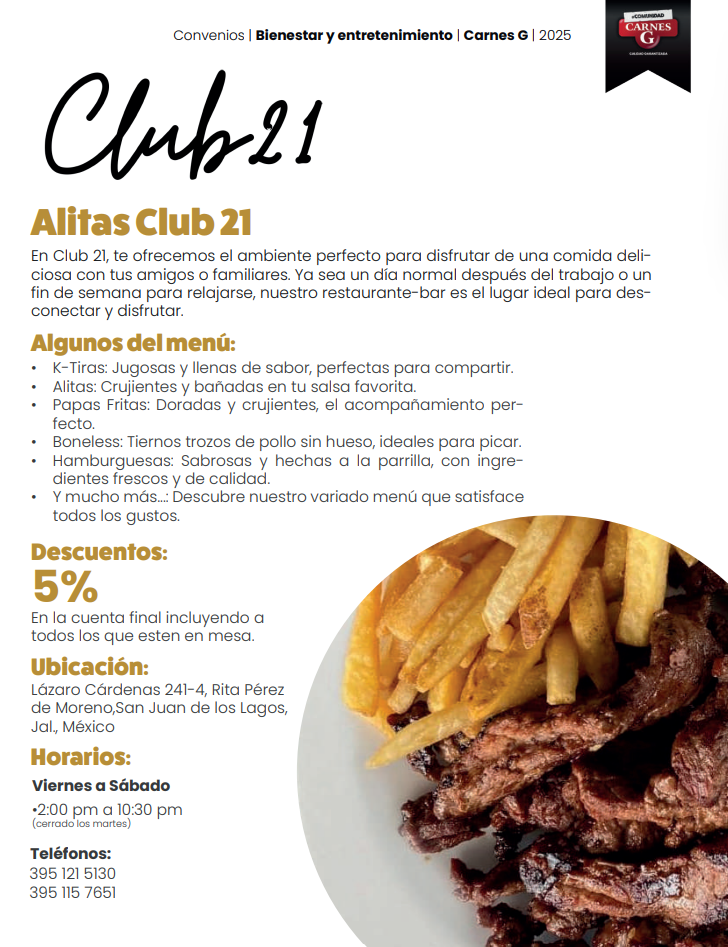 Convenios | Bienestar y entretenimiento | Carnes G | 2025
#COMUNIDAD
CARNES
G
CALIDAD GARANTIZADA
Club 21
Alitas Club 21
En Club 21, te ofrecemos el ambiente perfecto para disfrutar de una comida deli-
ciosa con tus amigos o familiares. Ya sea un día normal después del trabajo o un
fin de semana para relajarse, nuestro restaurante-bar es el lugar ideal para des-
conectar y disfrutar.
Algunos del menú:
• K-Tiras: Jugosas y llenas de sabor, perfectas para compartir.
• Alitas: Crujientes y bañadas en tu salsa favorita.
• Papas Fritas: Doradas y crujientes, el acompañamiento per-
fecto.
• Boneless: Tiernos trozos de pollo sin hueso, ideales para picar.
• Hamburguesas: Sabrosas y hechas a la parrilla, con ingre-
dientes frescos y de calidad.
• Y mucho más...: Descubre nuestro variado menú que satisface
todos los gustos.
Descuentos:
5%
En la cuenta final incluyendo a
todos los que esten en mesa.
Ubicación:
Lázaro Cárdenas 241-4, Rita Pérez
de Moreno,San Juan de los Lagos,
Jal., México
Horarios:
Viernes a Sábado
•2:00 pm a 10:30 pm
(cerrado los martes)
Teléfonos:
395 121 5130
395 115 7651